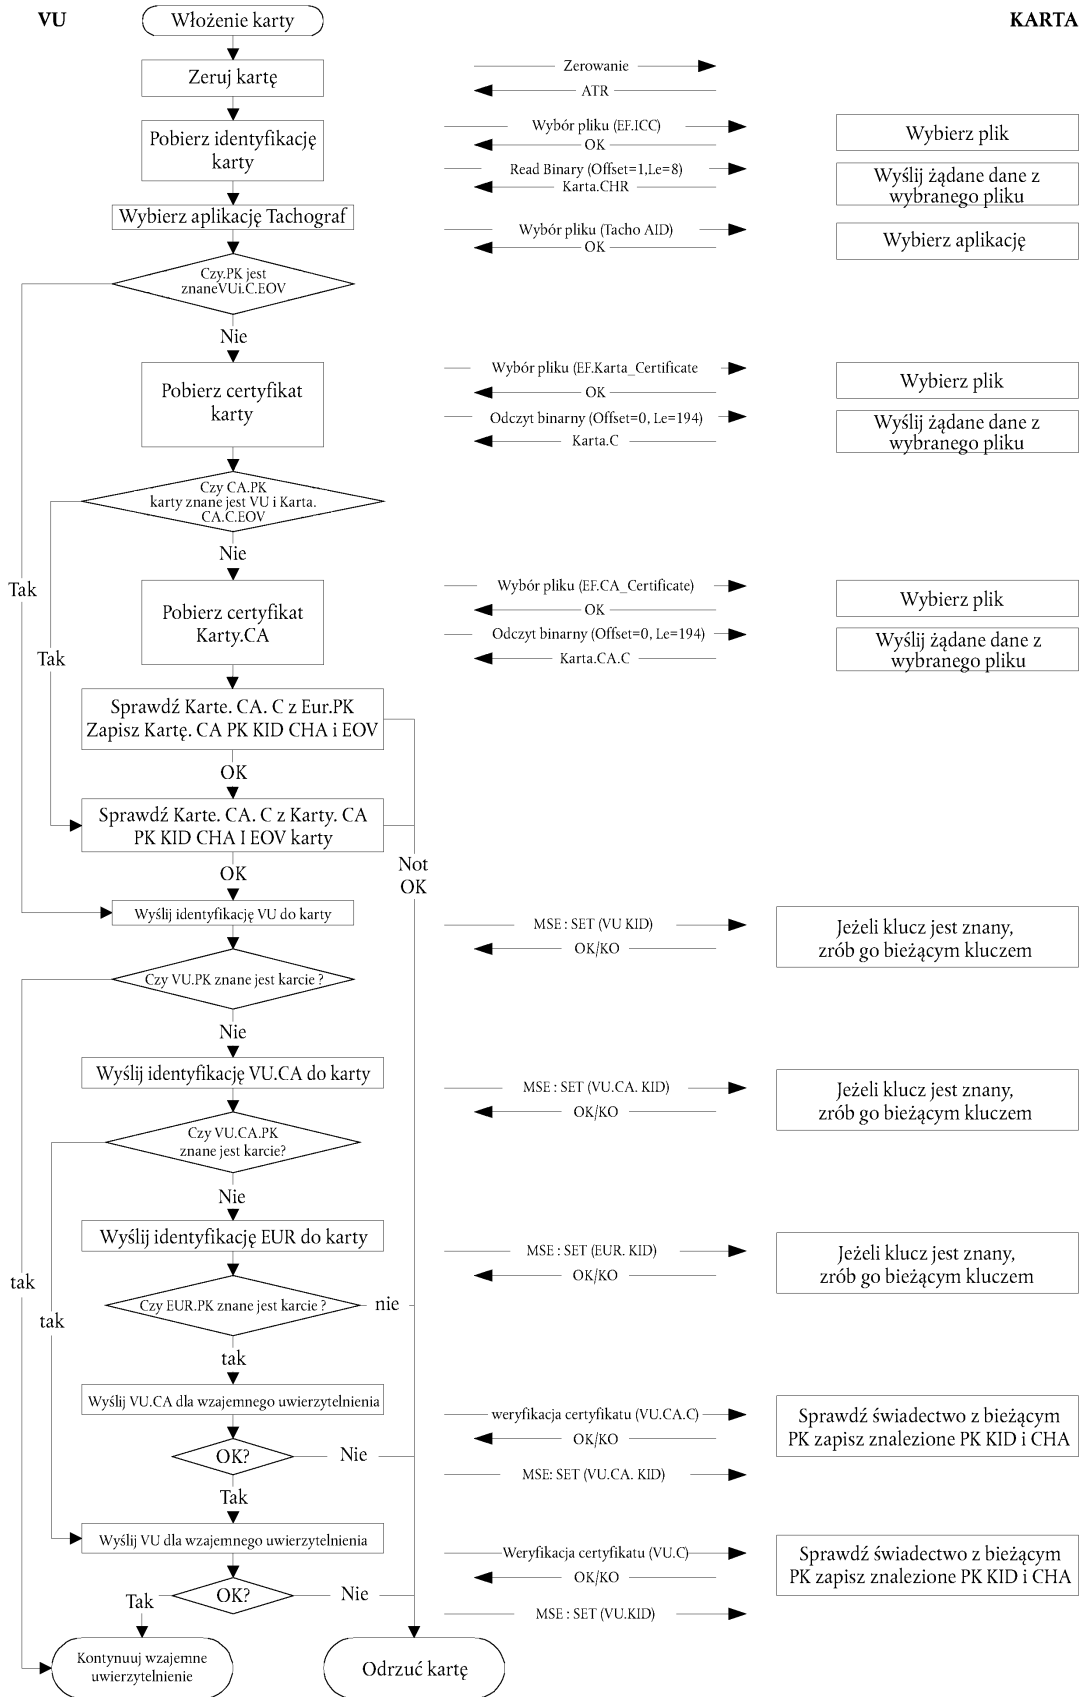 VU
Włożenie karty
KARTA
Zeruj kartę
Zerowanie
ATR
Pobierz identyfikację
karty
Wybór pliku (EF.ICC)
OK
Wybierz plik
Read Binary (Offset=1,Le=8)
Karta.CHR
Wyślij żądane dane z
wybranego pliku
Wybierz aplikację Tachograf
Wybór pliku (Tacho AID)
OK
Wybierz aplikację
Czy.PK jest
znaneVUi.C.EOV
Nie
Pobierz certyfikat
karty
Wybór pliku (EF.Karta_Certificate
OK
Wybierz plik
Odczyt binarny (Offset=0, Le=194)
Karta.C
Wyślij żądane dane z
wybranego pliku
Czy CA.PK
karty znane jest VU i Karta.
CA.C.EOV
Nie
Tak
Pobierz certyfikat
Karty.CA
Wybór pliku (EF.CA_Certificate)
OK
Wybierz plik
Tak
Odczyt binarny (Offset=0, Le=194)
Karta.CA.C
Wyślij żądane dane z
wybranego pliku
Sprawdź Karte. CA. C z Eur.PK
Zapisz Kartę. CA PK KID CHA i EOV
OK
Sprawdź Karte. CA. C z Karty. CA
PK KID CHA I EOV karty
OK
Not
OK
Wyślij identyfikację VU do karty
MSE : SET (VU KID)
OK/KO
Jeżeli klucz jest znany,
zrób go bieżącym kluczem
Czy VU.PK znane jest karcie ?
Nie
Wyślij identyfikację VU.CA do karty
MSE : SET (VU.CA. KID)
OK/KO
Jeżeli klucz jest znany,
zrób go bieżącym kluczem
Czy VU.CA.PK
znane jest karcie?
Nie
Wyślij identyfikację EUR do karty
MSE : SET (EUR. KID)
OK/KO
Jeżeli klucz jest znany,
zrób go bieżącym kluczem
tak
tak
Czy EUR.PK znane jest karcie ?
nie
tak
Wyślij VU.CA dla wzajemnego uwierzytelnienia
weryfikacja certyfikatu (VU.CA.C)
OK/KO
Sprawdź świadectwo z bieżącym
PK zapisz znalezione PK KID i CHA
OK?
Nie
MSE: SET (VU.CA. KID)
Tak
Wyślij VU dla wzajemnego uwierzytelnienia
Weryfikacja certyfikatu (VU.C)
OK/KO
Sprawdź świadectwo z bieżącym
PK zapisz znalezione PK KID i CHA
OK?
Nie
Tak
MSE : SET (VU.KID)
Kontynuuj wzajemne
uwierzytelnienie
Odrzuć kartę